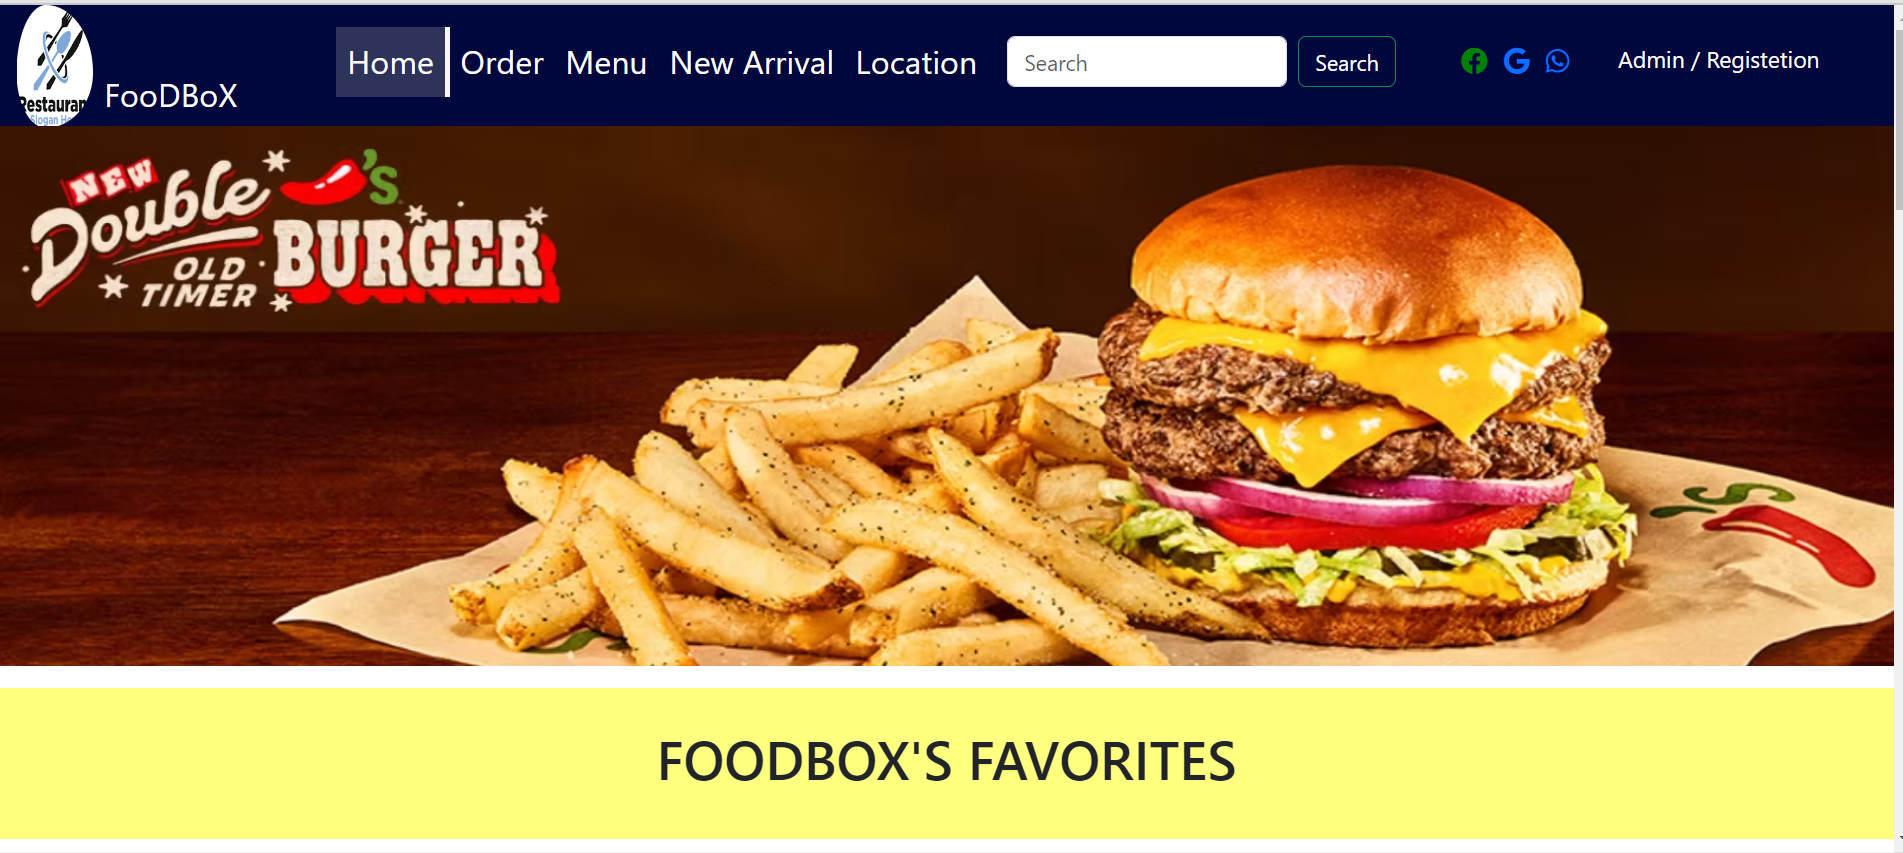 Restauran
Slogan He
FooDBoX
Home Order Menu New Arrival Location
Search
Search
Admin / Registetion
NEW
Double
OLD
TIMER
'S
BURGER
FOODBOX'S FAVORITES